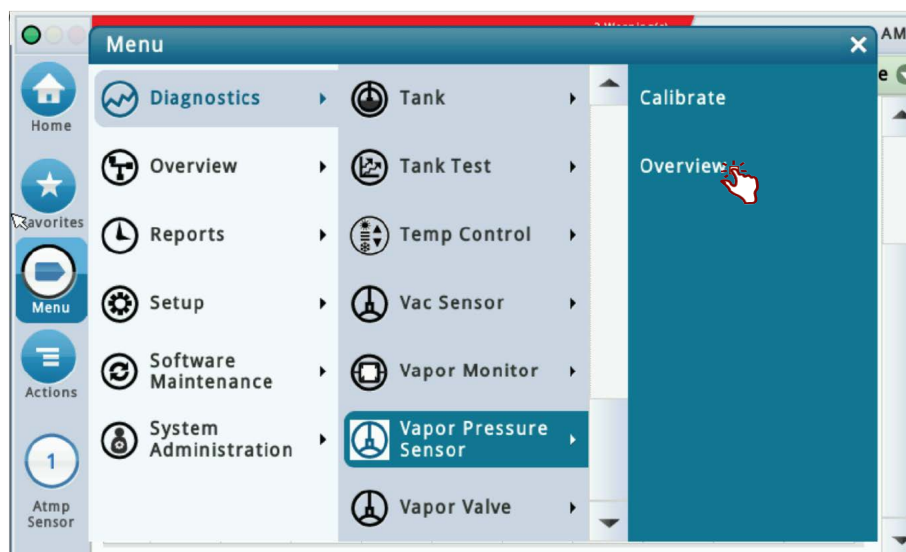 Menu
AM
Home
Favorites
Menu
Actions
1
Atmp
Sensor
Diagnostics
Overview
Reports
Setup
Software
Maintenance
System
Administration
Tank
Tank Test
Temp Control
Vac Sensor
Vapor Monitor
Vapor Pressure
Sensor
Vapor Valve
Calibrate
Overview